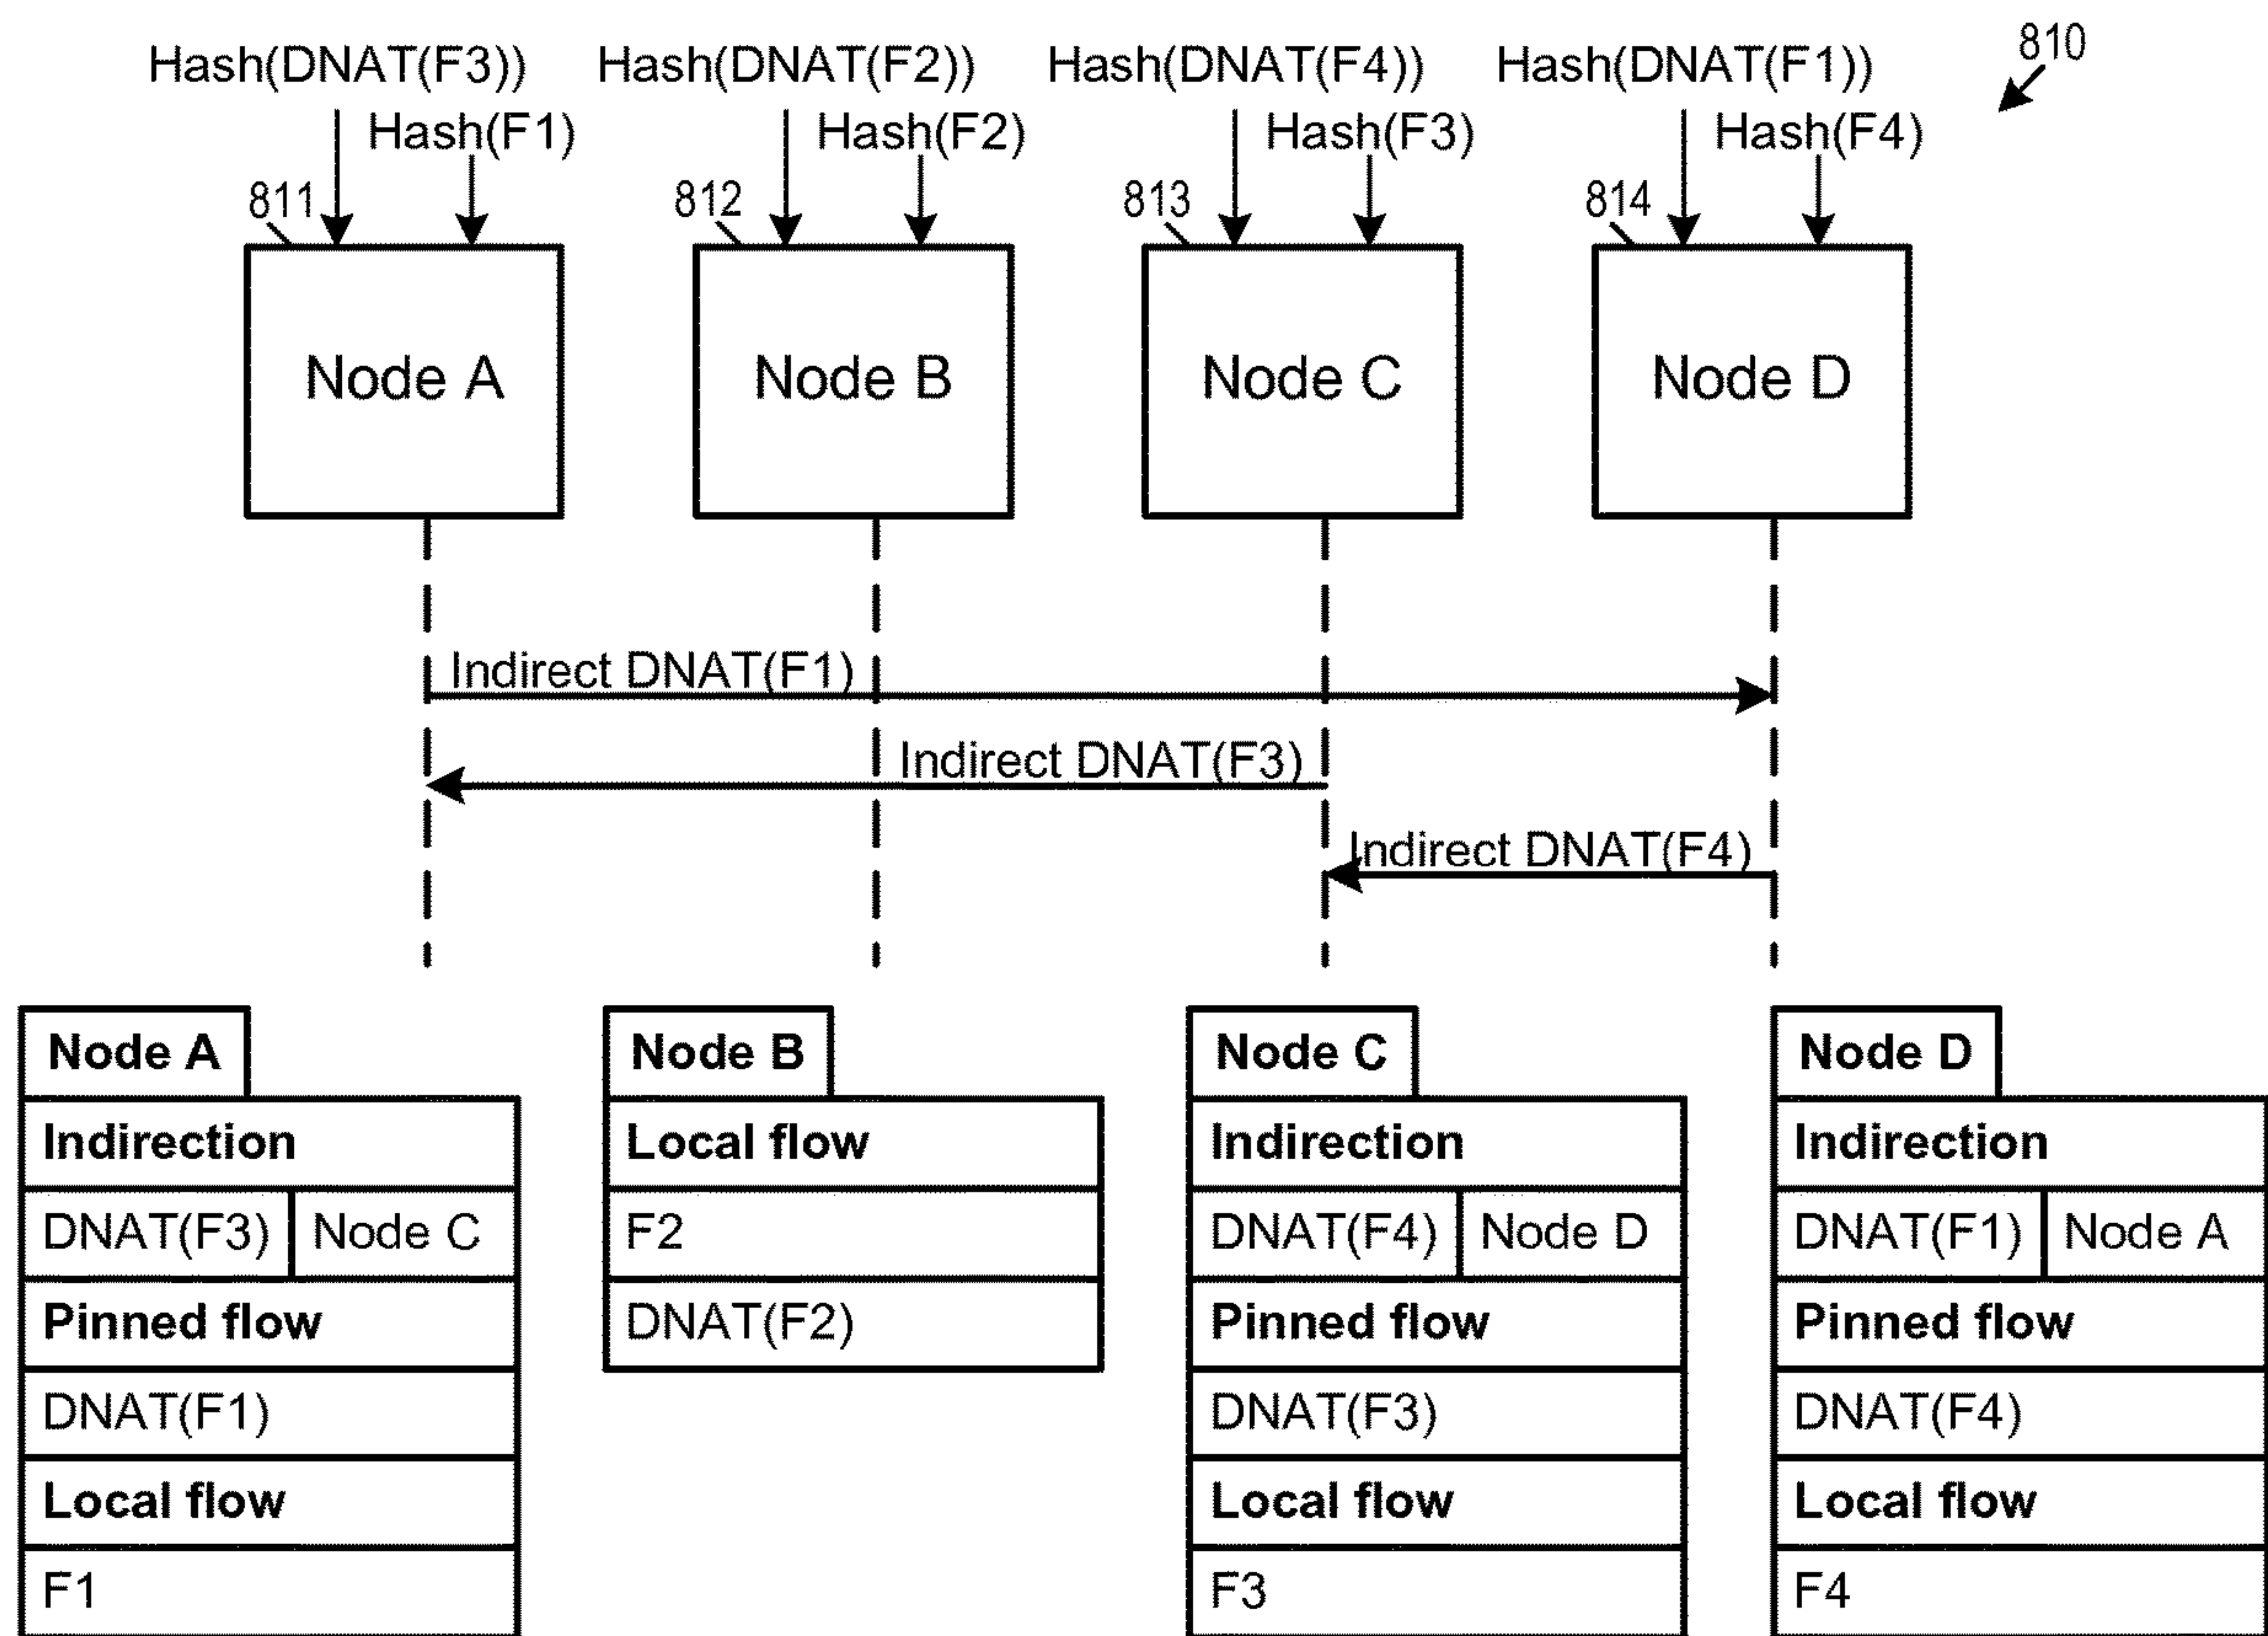 810
Hash(DNAT(F3)) Hash(DNAT(F2)) Hash(DNAT(F4)) Hash(DNAT(F1))
Hash(F1) Hash(F2) Hash(F3) Hash(F4)
811 812 813 814
Node A Node B Node C Node D
Indirect DNAT(F1)
Indirect DNAT(F3)
Indirect DNAT(F4)
Node A
Indirection
DNAT(F3) Node C
Pinned flow
DNAT(F1)
Local flow
F1
Node B
Local flow
F2
DNAT(F2)
Node C
Indirection
DNAT(F4) Node D
Pinned flow
DNAT(F3)
Local flow
F3
Node D
Indirection
DNAT(F1) Node A
Pinned flow
DNAT(F4)
Local flow
F4